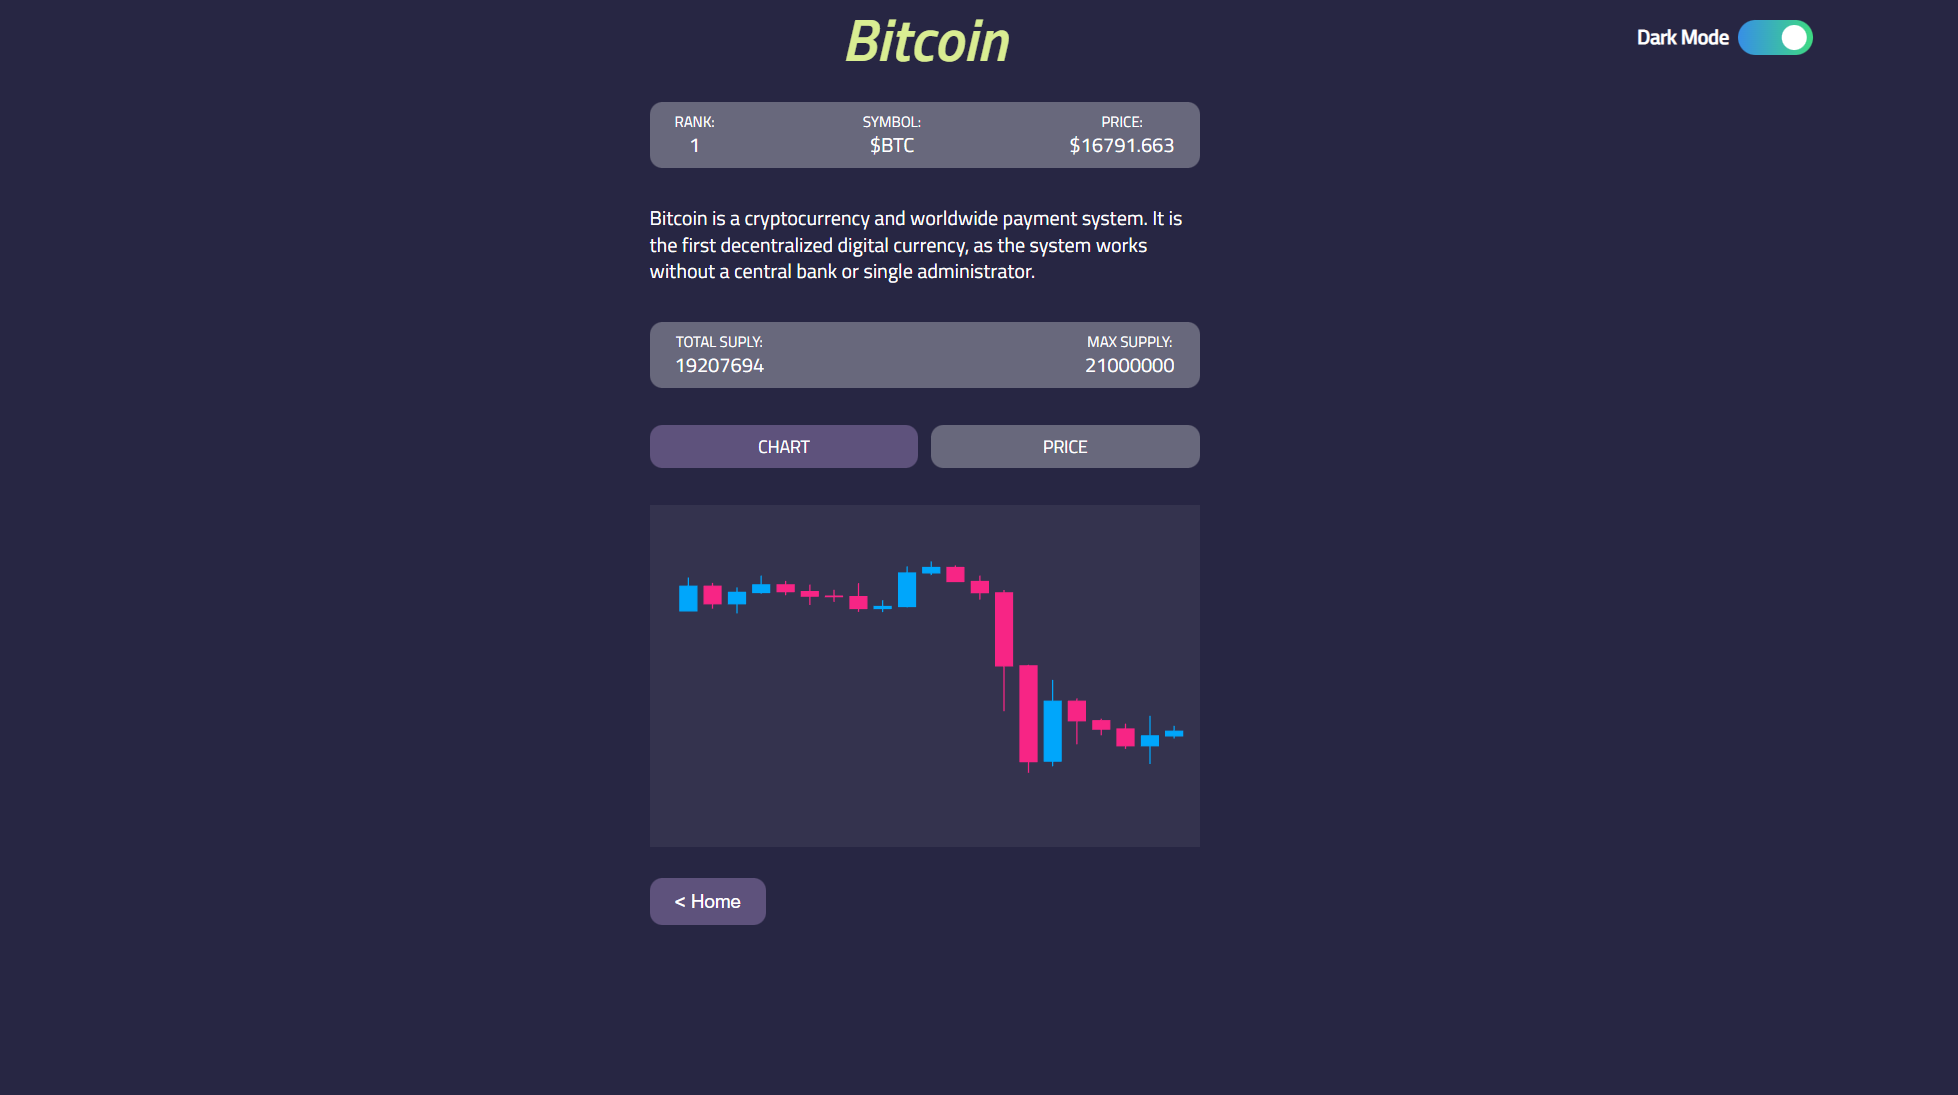 Bitcoin
Dark Mode
RANK: SYMBOL: PRICE:
1 $BTC $16791.663
Bitcoin is a cryptocurrency and worldwide payment system. It is
the first decentralized digital currency, as the system works
without a central bank or single administrator.
TOTAL SUPLY: MAX SUPPLY:
19207694 21000000
CHART PRICE
< Home